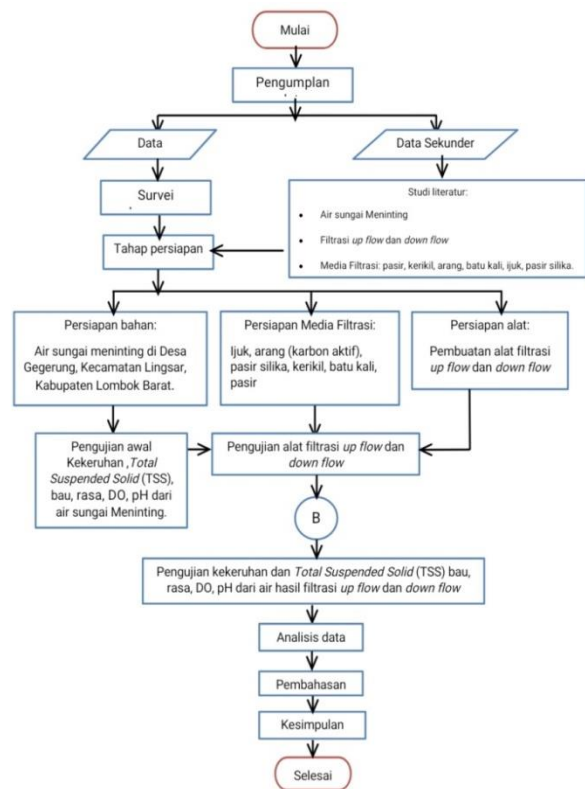 Mulai
Pengumplan
Data
Data Sekunder
Survei
Studi literatur:
• Air sungai Meninting
• Filtrasi up flow dan down flow
• Media Filtrasi: pasir, kerikil, arang, batu kali, ijuk, pasir silika.
Tahap persiapan
Persiapan bahan:
Air sungai meninting di Desa
Gegerung, Kecamatan Lingsar,
Kabupaten Lombok Barat.
Persiapan Media Filtrasi:
Ijuk, arang (karbon aktif),
pasir silika, kerikil, batu kali,
pasir
Persiapan alat:
Pembuatan alat filtrasi
up flow dan down flow
Pengujian awal
Kekeruhan ,Total
Suspended Solid (TSS),
bau, rasa, DO, pH dari
air sungai Meninting.
Pengujian alat filtrasi up flow dan
down flow
B
Pengujian kekeruhan dan Total Suspended Solid (TSS) bau,
rasa, DO, pH dari air hasil filtrasi up flow dan down flow
Analisis data
Pembahasan
Kesimpulan
Selesai